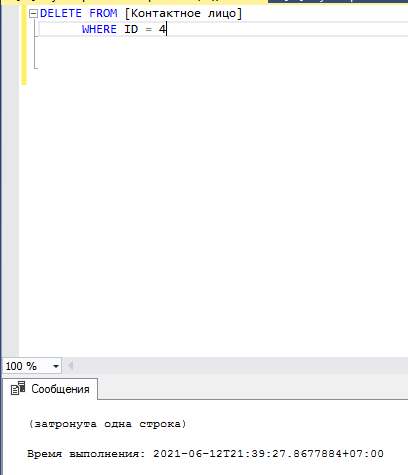 DELETE FROM [Контактное лицо]
WHERE ID = 4
100 %
Сообщения
(затронута одна строка)
Время выполнения: 2021-06-12T21:39:27.8677884+07:00